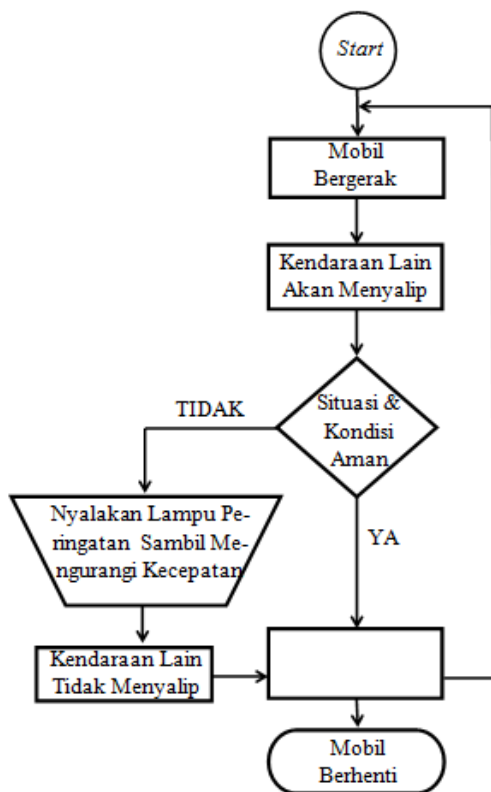 Start
Mobil
Bergerak
Kendaraan Lain
Akan Menyalip
Situasi &
Kondisi
Aman
TIDAK
YA
Nyalakan Lampu Pe-
ringatan Sambil Me-
ngurangi Kecepatan
Kendaraan Lain
Tidak Menyalip
Mobil
Berhenti